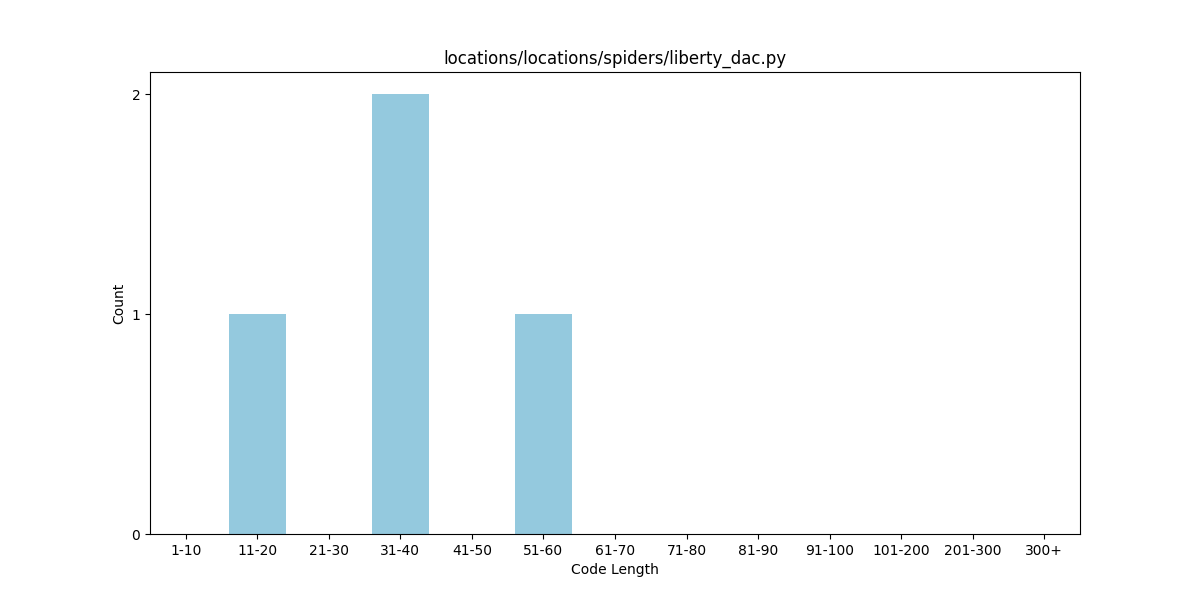 locations/locations/spiders/liberty_dac.py
2
1
0
Count
1-10 11-20 21-30 31-40 41-50 51-60 61-70 71-80 81-90 91-100 101-200 201-300 300+
Code Length